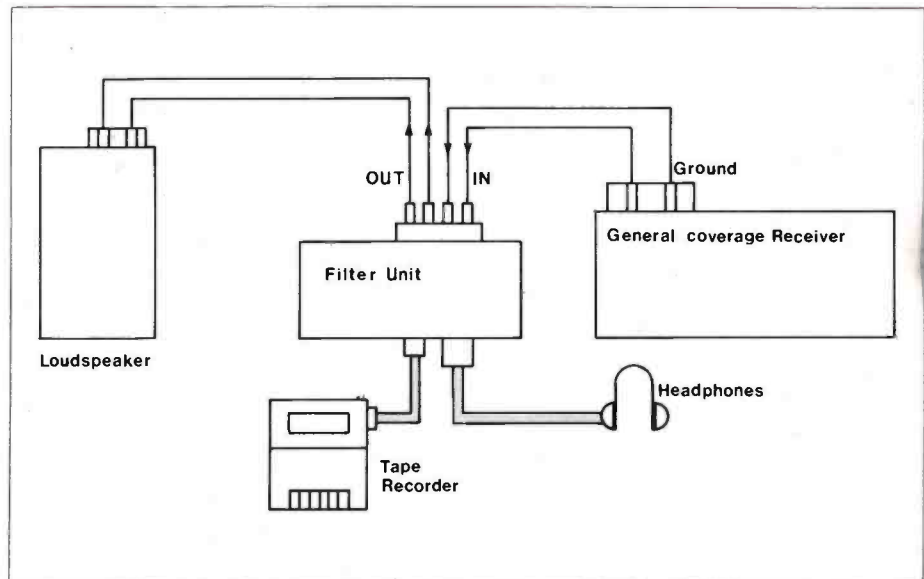 OUT
IN
Ground
General coverage Receiver
Filter Unit
Loudspeaker
Headphones
Tape
Recorder